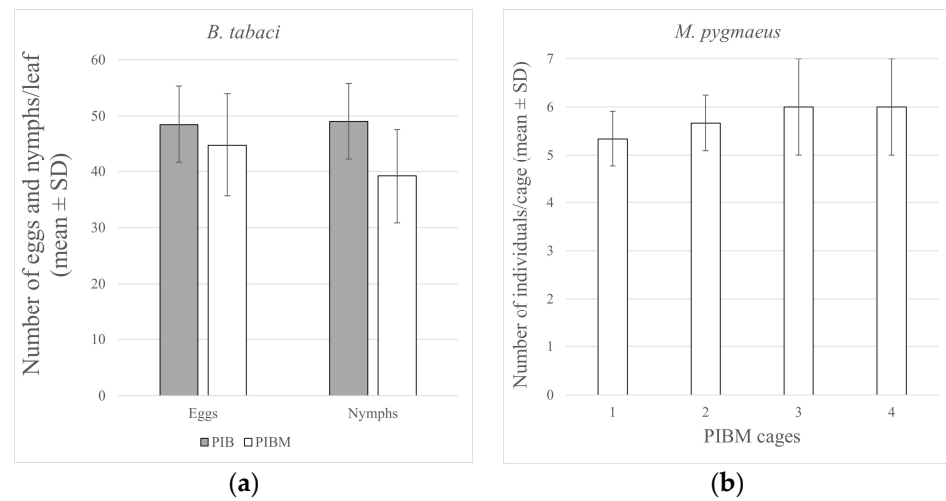 B. tabaci
Number of eggs and nymphs/leaf
(mean ± SD)
60
50
40
30
20
10
0
Eggs
Nymphs
PIB
PIBM
(a)
M. pygmaeus
Number of individuals/cage (mean ± SD)
7
6
5
4
3
2
1
0
1
2
3
4
PIBM cages
(b)